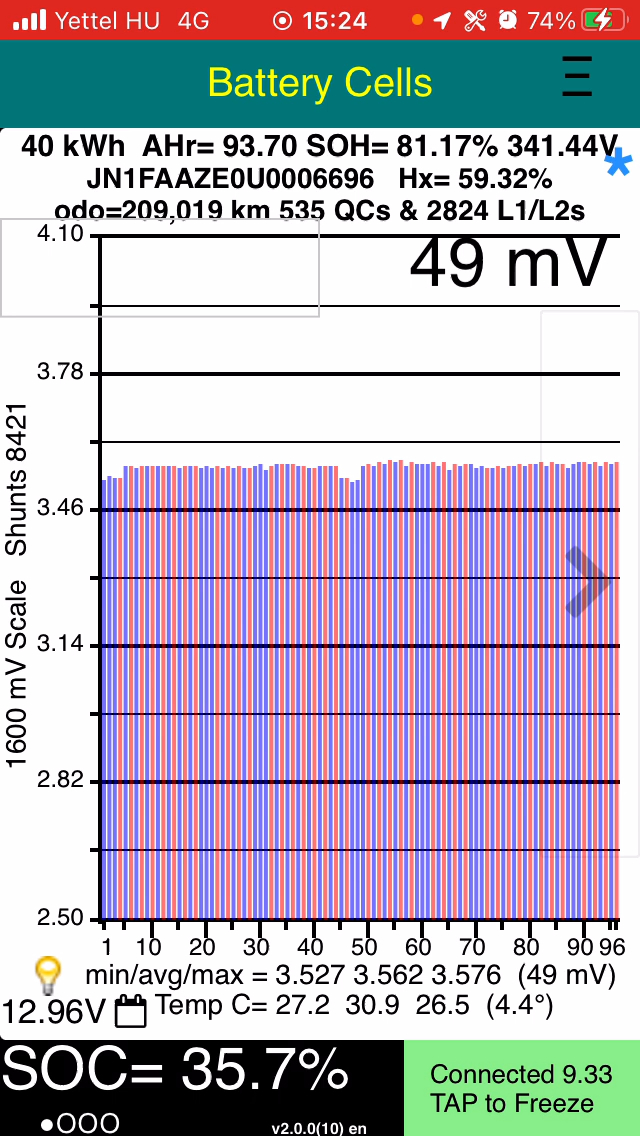 Yettel HU 4G 15:24 74%
Battery Cells
40 kWh AHr= 93.70 SOH= 81.17% 341.44V
*
JN1FAAZE0U0006696 Hx= 59.32%
odo=209,019 km 535 QCs & 2824 L1/L2s
49 mV
4.10
3.78
3.46
3.14
2.82
2.50
1600 mV Scale Shunts 8421
1 10 20 30 40 50 60 70 80 90 96
min/avg/max = 3.527 3.562 3.576 (49 mV)
12.96V Temp C= 27.2 30.9 26.5 (4.4°)
SOC= 35.7%
Connected 9.33
TAP to Freeze
v2.0.0(10) en